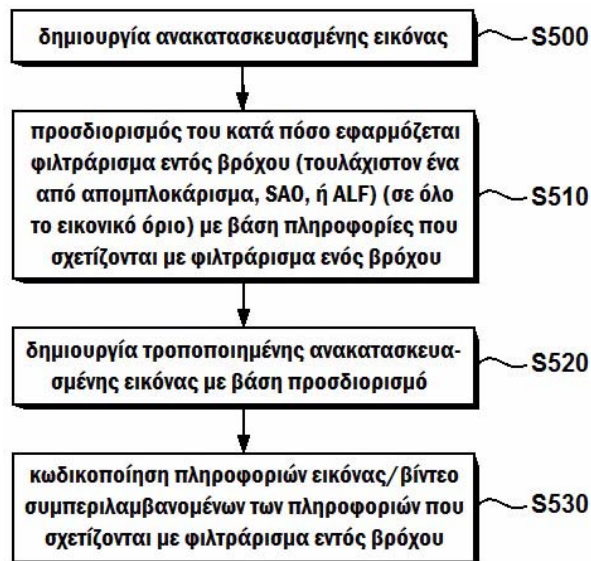 δημιουργία ανακατασκευασμένης εικόνας
S500
προσδιορισμός του κατά πόσο εφαρμόζεται
φιλτράρισμα εντός βρόχου (τουλάχιστον ένα
από απομπλοκάρισμα, SAO, ή ALF) (σε όλο
το εικονικό όριο) με βάση πληροφορίες που
σχετίζονται με φιλτράρισμα ενός βρόχου
S510
δημιουργία τροποποιημένης ανακατασκευα-
σμένης εικόνας με βάση προσδιορισμό
S520
κωδικοποίηση πληροφοριών εικόνας/βίντεο
συμπεριλαμβανομένων των πληροφοριών που
σχετίζονται με φιλτράρισμα εντός βρόχου
S530